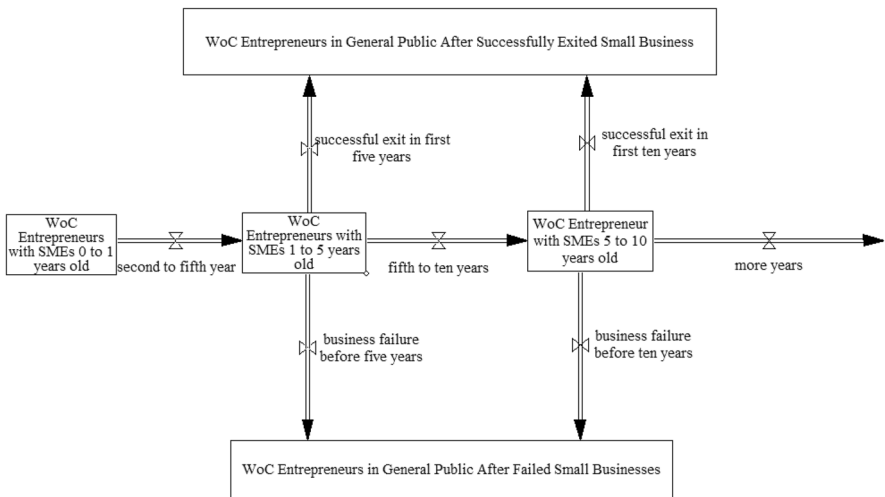 WoC Entrepreneurs in General Public After Successfully Exited Small Business
successful exit in first
five years
successful exit in
first ten years
WoC
Entrepreneurs
with SMEs 0 to 1
years old
second to fifth year
WoC
Entrepreneurs with
SMEs 1 to 5 years
old
fifth to ten years
WoC Entrepreneur
with SMEs 5 to 10
years old
more years
business failure
before five years
business failure
before ten years
WoC Entrepreneurs in General Public After Failed Small Businesses